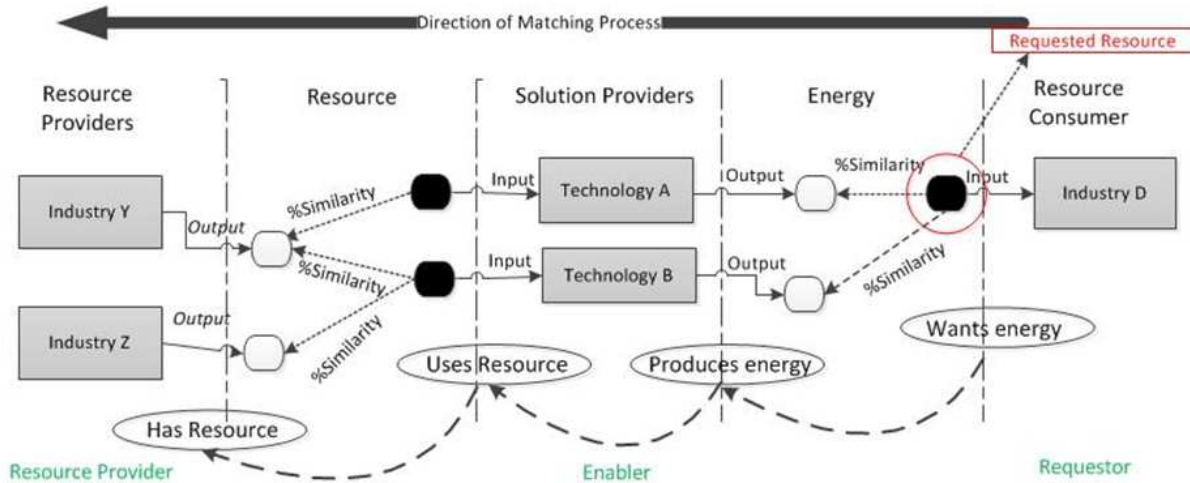 Direction of Matching Process
Requested Resource
Resource
Providers
Resource
Solution Providers
Energy
Resource
Consumer
Industry Y
Output
%Similarity
Input
Technology A
Output
%Similarity
Input
Industry D
%Similarity
Input
Technology B
Output
%Similarity
Industry Z
Output
%Similarity
Wants energy
Uses Resource
Produces energy
Has Resource
Resource Provider
Enabler
Requestor